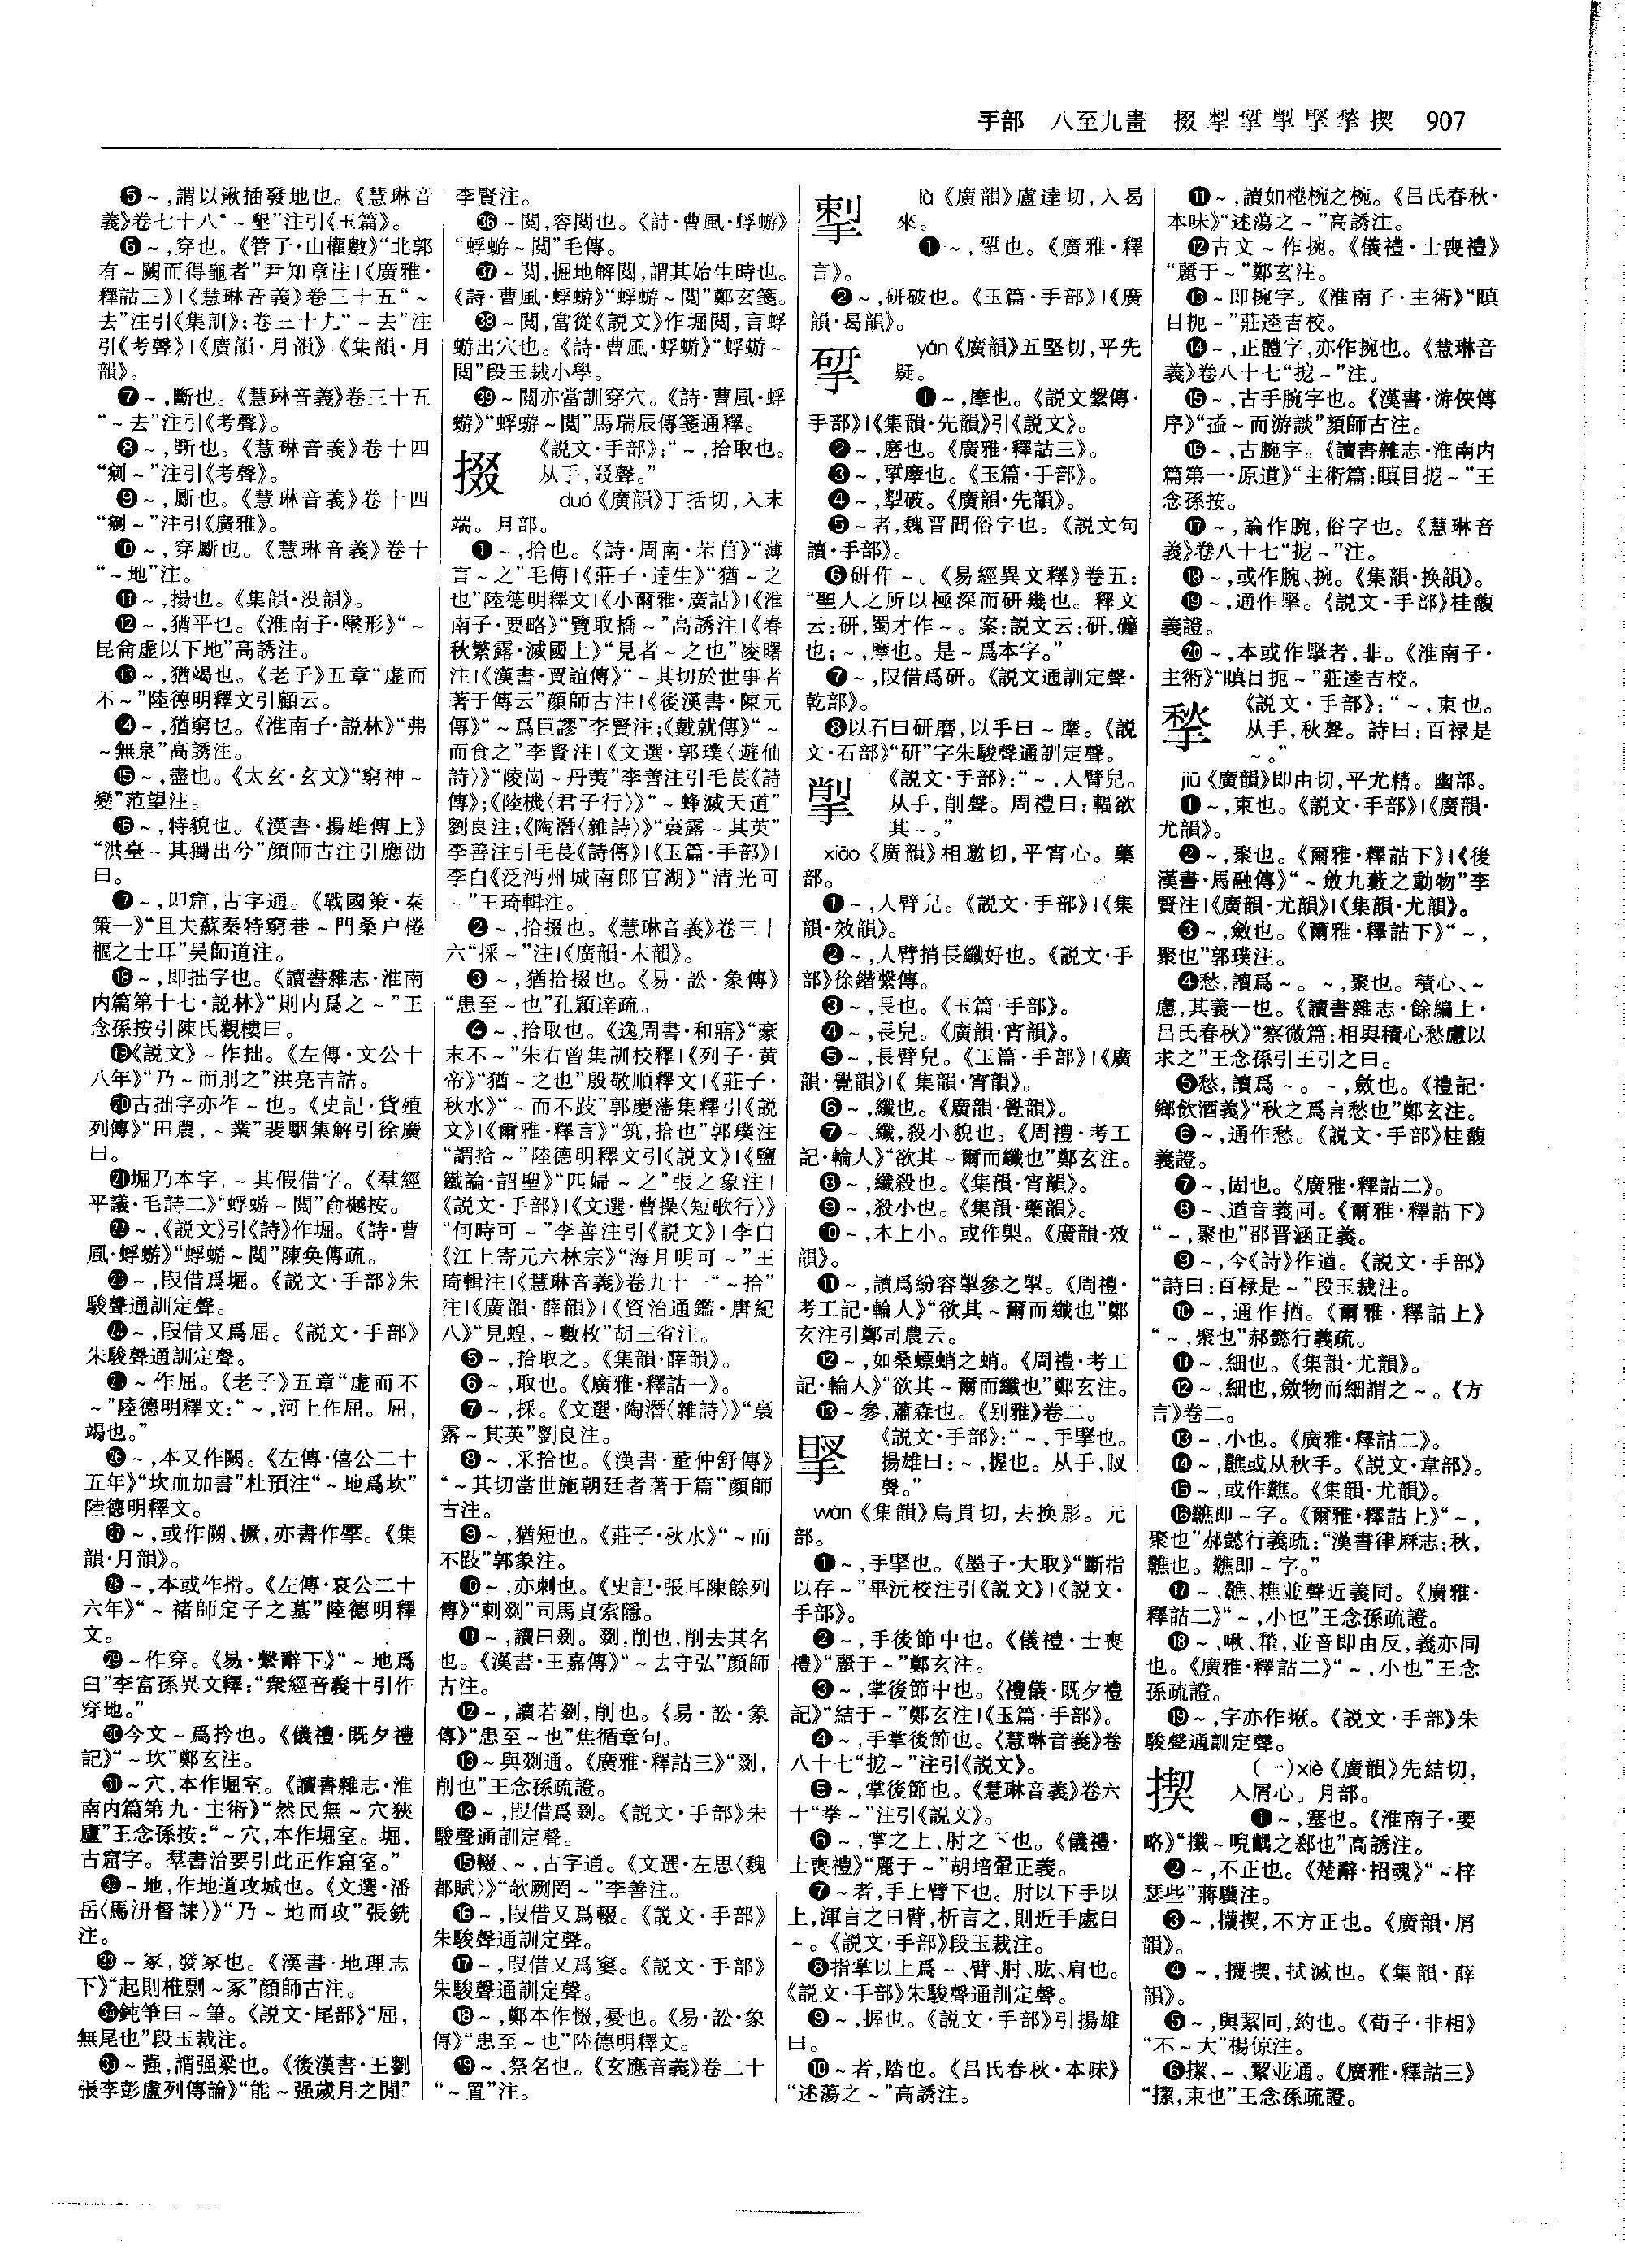 手部　八至九畫　掇揧揅揱掔揫揳　907
❺～,謂以鍬插發地也。《慧琳音
義》卷七十八“～墾”注引《玉篇》。
❻～,穿也。《管子·山權數》“北郭
有～闕而得龜者”尹知章注|《廣雅·
釋詁三》|《慧琳音義》卷三十五“～
去”注引《集訓》;卷三十九“～去”注
引《考聲》|《廣韻·月韻》《集韻·月
韻》。
❼～,斷也。《慧琳音義》卷三十五
“～去”注引《考聲》。
❽～,斲也。《慧琳音義》卷十四
“剜～”注引《考聲》。
❾～,斸也。《慧琳音義》卷十四
“剜～”注引《廣雅》。
❿～,穿斸也。《慧琳音義》卷十
“～地”注。
⓫～,揚也。《集韻·没韻》。
⓬～,猶平也。《淮南子·墜形》“～
昆侖虚以下地”高誘注。
⓭～,猶竭也。《老子》五章“虚而
不～”陸德明釋文引顧云。
⓮～,猶窮也。《淮南子·説林》“弗
～無泉”高誘注。
⓯～,盡也。《太玄·玄文》“窮神～
變”范望注。
⓰～,特貌也。《漢書·揚雄傳上》
“洪臺～其獨出兮”顔師古注引應劭
曰。
⓱～,即窟,古字通。《戰國策·秦
策一》“且夫蘇秦特窮巷～門桑户棬
樞之士耳”吴師道注。
⓲～,即拙字也。《讀書雜志·淮南
内篇第十七·説林》“則内爲之～”王
念孫按引陳氏觀樓曰。
⓳《説文》～作拙。《左傳·文公十
八年》“乃～而刖之”洪亮吉詁。
⓴古拙字亦作～也。《史記·貨殖
列傳》“田農,～業”裴駰集解引徐廣
曰。
㉑堀乃本字,～其假借字。《羣經
平議·毛詩二》“蜉蝣～閲”俞樾按。
㉒～,《説文》引《詩》作堀。《詩·曹
風·蜉蝣》“蜉蝣～閲”陳奂傳疏。
㉓～,叚借爲堀。《説文·手部》朱
駿聲通訓定聲。
㉔～,叚借又爲屈。《説文·手部》
朱駿聲通訓定聲。
㉕～作屈。《老子》五章“虚而不
～”陸德明釋文:“～,河上作屈。屈,
竭也。”
㉖～,本又作闕。《左傳·僖公二十
五年》“坎血加書”杜預注“～地爲坎”
陸德明釋文。
㉗～,或作闕、撅,亦書作㩢。《集
韻·月韻》。
㉘～,本或作搰。《左傳·哀公二十
六年》“～褚師定子之墓”陸德明釋
文。
㉙～作穿。《易·繫辭下》“～地爲
臼”李富孫異文釋:“衆經音義十引作
穿地。”
㉚今文～爲扲也。《儀禮·既夕禮
記》“～坎”鄭玄注。
㉛～穴,本作堀室。《讀書雜志·淮
南内篇第九·主術》“然民無～穴狹
廬”王念孫按:“～穴,本作堀室。堀,
古窟字。羣書治要引此正作窟室。”
㉜～地,作地道攻城也。《文選·潘
岳〈馬汧督誄〉》“乃～地而攻”張銑
注。
㉝～冢,發冢也。《漢書·地理志
下》“起則椎剽～冢”顔師古注。
㉞鈍筆曰～筆。《説文·尾部》“屈,
無尾也”段玉裁注。
㉟～强,謂强梁也。《後漢書·王劉
張李彭盧列傳論》“能～强歲月之閒”
李賢注。
㊱～閲,容閲也。《詩·曹風·蜉蝣》
“蜉蝣～閲”毛傳。
㊲～閲,掘地解閲,謂其始生時也。
《詩·曹風·蜉蝣》“蜉蝣～閲”鄭玄箋。
㊳～閲,當從《説文》作堀閲,言蜉
蝣出穴也。《詩·曹風·蜉蝣》“蜉蝣～
閲”段玉裁小學。
㊴～閲亦當訓穿穴。《詩·曹風·蜉
蝣》“蜉蝣～閲”馬瑞辰傳箋通釋。
掇　《説文·手部》:“～,拾取也。
从手,叕聲。”
duó《廣韻》丁括切,入末
端。月部。
❶～,拾也。《詩·周南·芣苢》“薄
言～之”毛傳|《莊子·達生》“猶～之
也”陸德明釋文|《小爾雅·廣詁》|《淮
南子·要略》“覽取撟～”高誘注|《春
秋繁露·滅國上》“見者～之也”凌曙
注|《漢書·賈誼傳》“～其切於世事者
著于傳云”顔師古注|《後漢書·陳元
傳》“～爲巨謬”李賢注;《戴就傳》“～
而食之”李賢注|《文選·郭璞〈遊仙
詩〉》“陵崗～丹荑”李善注引毛萇《詩
傳》;《陸機〈君子行〉》“～蜂滅天道”
劉良注;《陶潛〈雜詩〉》“裛露～其英”
李善注引毛萇《詩傳》|《玉篇·手部》|
李白《泛沔州城南郎官湖》“清光可
～”王琦輯注。
❷～,拾掇也。《慧琳音義》卷三十
六“採～”注|《廣韻·末韻》。
❸～,猶拾掇也。《易·訟·象傳》
“患至～也”孔穎達疏。
❹～,拾取也。《逸周書·和寤》“豪
末不～”朱右曾集訓校釋|《列子·黄
帝》“猶～之也”殷敬順釋文|《莊子·
秋水》“～而不跂”郭慶藩集釋引《説
文》|《爾雅·釋言》“筑,拾也”郭璞注
“謂拾～”陸德明釋文引《説文》|《鹽
鐵論·詔聖》“匹婦～之”張之象注|
《説文·手部》|《文選·曹操〈短歌行〉》
“何時可～”李善注引《説文》|李白
《江上寄元六林宗》“海月明可～”王
琦輯注|《慧琳音義》卷九十一“～拾”
注|《廣韻·薛韻》|《資治通鑑·唐紀
八》“見蝗,～數枚”胡三省注。
❺～,拾取之。《集韻·薛韻》。
❻～,取也。《廣雅·釋詁一》。
❼～,採。《文選·陶潛〈雜詩〉》“裛
露～其英”劉良注。
❽～,采拾也。《漢書·董仲舒傳》
“～其切當世施朝廷者著于篇”顔師
古注。
❾～,猶短也。《莊子·秋水》“～而
不跂”郭象注。
❿～,亦刺也。《史記·張耳陳餘列
傳》“刺剟”司馬貞索隱。
⓫～,讀曰剟。剟,削也,削去其名
也。《漢書·王嘉傳》“～去宋弘”顔師
古注。
⓬～,讀若剟,削也。《易·訟·象
傳》“患至～也”焦循章句。
⓭～與剟通。《廣雅·釋詁三》“剟,
削也”王念孫疏證。
⓮～,叚借爲剟。《説文·手部》朱
駿聲通訓定聲。
⓯輟、～,古字通。《文選·左思〈魏
都賦〉》“欨剟罔～”李善注。
⓰～,叚借又爲輟。《説文·手部》
朱駿聲通訓定聲。
⓱～,叚借又爲窡。《説文·手部》
朱駿聲通訓定聲。
⓲～,鄭本作惙,憂也。《易·訟·象
傳》“患至～也”陸德明釋文。
⓳～,祭名也。《玄應音義》卷二十
“～置”注。
揧　là《廣韻》盧達切,入曷
來。
❶～,揅也。《廣雅·釋
言》。
❷～,研破也。《玉篇·手部》|《廣
韻·曷韻》。
揅　yán《廣韻》五堅切,平先
疑。
❶～,摩也。《説文繫傳·
手部》|《集韻·先韻》引《説文》。
❷～,磨也。《廣雅·釋詁三》。
❸～,揅摩也。《玉篇·手部》。
❹～,揧破。《廣韻·先韻》。
❺～者,魏晋間俗字也。《説文句
讀·手部》。
❻研作～。《易經異文釋》卷五:
“聖人之所以極深而研幾也。釋文
云:研,蜀才作～。案:説文云:研,䃺
也;～,摩也。是～爲本字。”
❼～,叚借爲研。《説文通訓定聲·
乾部》。
❽以石曰研磨,以手曰～摩。《説
文·石部》“研”字朱駿聲通訓定聲。
揱　《説文·手部》:“～,人臂皃。
从手,削聲。周禮曰:輻欲
其～。”
xiāo《廣韻》相邀切,平宵心。藥
部。
❶～,人臂皃。《説文·手部》|《集
韻·效韻》。
❷～,人臂捎長纖好也。《説文·手
部》徐鍇繫傳。
❸～,長也。《玉篇·手部》。
❹～,長皃。《廣韻·宵韻》。
❺～,長臂皃。《玉篇·手部》|《廣
韻·覺韻》|《集韻·宵韻》。
❻～,纖也。《廣韻·覺韻》。
❼～、纖,殺小貌也。《周禮·考工
記·輪人》“欲其～爾而纖也”鄭玄注。
❽～,纖殺也。《集韻·宵韻》。
❾～,殺小也。《集韻·藥韻》。
❿～,木上小。或作梢。《廣韻·效
韻》。
⓫～,讀爲紛容揱參之揱。《周禮·
考工記·輪人》“欲其～爾而纖也”鄭
玄注引鄭司農云。
⓬～,如桑螵蛸之蛸。《周禮·考工
記·輪人》“欲其～爾而纖也”鄭玄注。
⓭～參,蕭森也。《别雅》卷二。
掔　《説文·手部》:“～,手掔也。
揚雄曰:～,握也。从手,䀠
聲。”
wàn《集韻》烏貫切,去换影。元
部。
❶～,手掔也。《墨子·大取》“斷指
以存～”畢沅校注引《説文》|《説文·
手部》。
❷～,手後節中也。《儀禮·士喪
禮》“麗于～”鄭玄注。
❸～,掌後節中也。《禮儀·既夕禮
記》“結于～”鄭玄注|《玉篇·手部》。
❹～,手掌後節也。《慧琳音義》卷
八十七“挖～”注引《説文》。
❺～,掌後節也。《慧琳音義》卷六
十“拳～”注引《説文》。
❻～,掌之上、肘之下也。《儀禮·
士喪禮》“麗于～”胡培翬正義。
❼～者,手上臂下也。肘以下手以
上,渾言之曰臂,析言之,則近手處曰
～。《説文·手部》段玉裁注。
❽指掌以上爲～、臂、肘、肱、肩也。
《説文·手部》朱駿聲通訓定聲。
❾～,握也。《説文·手部》引揚雄
曰。
❿～者,踏也。《吕氏春秋·本味》
“述蕩之～”高誘注。
⓫～,讀如棬椀之椀。《吕氏春秋·
本味》“述蕩之～”高誘注。
⓬古文～作捥。《儀禮·士喪禮》
“麗于～”鄭玄注。
⓭～即捥字。《淮南子·主術》“瞋
目扼～”莊逵吉校。
⓮～,正體字,亦作捥也。《慧琳音
義》卷八十七“挖～”注。
⓯～,古手腕字也。《漢書·游俠傳
序》“搤～而游談”顔師古注。
⓰～,古腕字。《讀書雜志·淮南内
篇第一·原道》“主術篇:瞋目挖～”王
念孫按。
⓱～,論作腕,俗字也。《慧琳音
義》卷八十七“挖～”注。
⓲～,或作腕、捥。《集韻·换韻》。
⓳～,通作擥。《説文·手部》桂馥
義證。
⓴～,本或作掔者,非。《淮南子·
主術》“瞋目扼～”莊逵吉校。
揫　《説文·手部》:“～,束也。
从手,秋聲。詩曰:百禄是
～。”
jiū《廣韻》即由切,平尤精。幽部。
❶～,束也。《説文·手部》|《廣韻·
尤韻》。
❷～,聚也。《爾雅·釋詁下》|《後
漢書·馬融傳》“～斂九藪之動物”李
賢注|《廣韻·尤韻》|《集韻·尤韻》。
❸～,斂也。《爾雅·釋詁下》“～,
聚也”郭璞注。
❹愁,讀爲～。～,聚也。積心、～
慮,其義一也。《讀書雜志·餘編上·
吕氏春秋》“察微篇:相與積心愁慮以
求之”王念孫引王引之曰。
❺愁,讀爲～。～,斂也。《禮記·
鄉飲酒義》“秋之爲言愁也”鄭玄注。
❻～,通作愁。《説文·手部》桂馥
義證。
❼～,固也。《廣雅·釋詁二》。
❽～、遒音義同。《爾雅·釋詁下》
“～,聚也”邵晋涵正義。
❾～,今《詩》作遒。《説文·手部》
“詩曰:百禄是～”段玉裁注。
❿～,通作揂。《爾雅·釋詁上》
“～,聚也”郝懿行義疏。
⓫～,細也。《集韻·尤韻》。
⓬～,細也,斂物而細謂之～。《方
言》卷二。
⓭～,小也。《廣雅·釋詁二》。
⓮～,𩏶或从秋手。《説文·韋部》。
⓯～,或作𩏶。《集韻·尤韻》。
⓰𩏶即～字。《爾雅·釋詁上》“～,
聚也”郝懿行義疏:“漢書律厤志:秋,
𩏶也。𩏶即～字。”
⓱～、𩏶、樵並聲近義同。《廣雅·
釋詁二》“～,小也”王念孫疏證。
⓲～、啾、䅵,並音即由反,義亦同
也。《廣雅·釋詁二》“～,小也”王念
孫疏證。
⓳～,字亦作揪。《説文·手部》朱
駿聲通訓定聲。
揳　(一)xiè《廣韻》先結切,
入屑心。月部。
❶～,塞也。《淮南子·要
略》“攕～唲齵之郄也”高誘注。
❷～,不正也。《楚辭·招魂》“～梓
瑟些”蔣驥注。
❸～,攓揳,不方正也。《廣韻·屑
韻》。
❹～,攓揳,拭滅也。《集韻·薛
韻》。
❺～,與絜同,約也。《荀子·非相》
“不～大”楊倞注。
❻㨝、～、絜並通。《廣雅·釋詁三》
“㨝,束也”王念孫疏證。